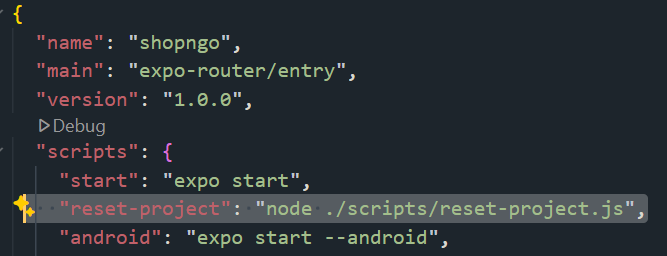 {
"name": "shopngo",
"main": "expo-router/entry",
"version": "1.0.0",
Debug
"scripts": {
"start": "expo start",
"reset-project": "node ./scripts/reset-project.js",
"android": "expo start --android",